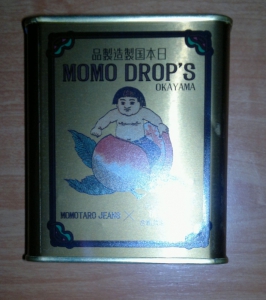 品製造製国本日
MOMO DROP'S
OKAYAMA
MOMOTARO JEANS ×